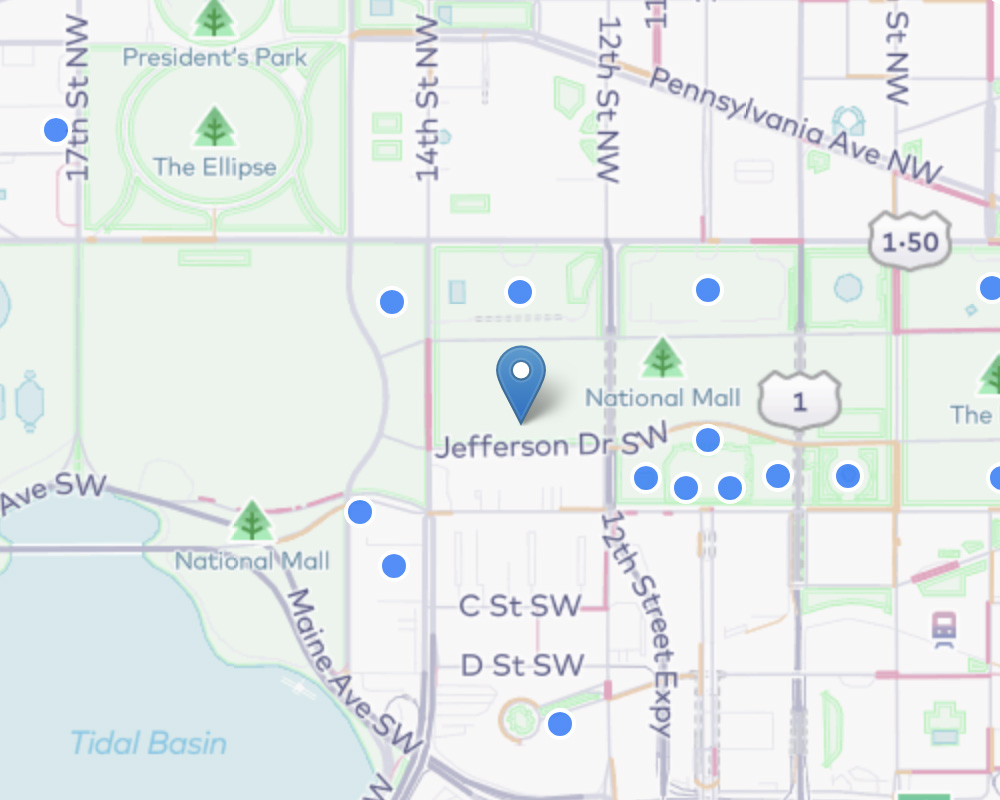 17th St NW
President's Park
14th St NW
12th St NW
11
St NW
Pennsylvania Ave NW
The Ellipse
1·50
National Mall
1
The
Jefferson Dr SW
Ave SW
National Mall
12th Street Expy
C St SW
Maine Ave SW
D St SW
Tidal Basin
W